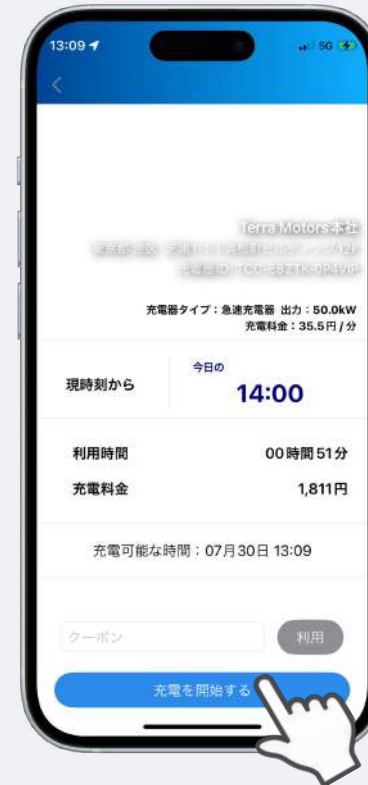 13:09
5G
Terra Motors本社
充電器タイプ:急速充電器 出力:50.0kW
充電料金:35.5円/分
現時刻から
今日の
14:00
利用時間 00時間51分
充電料金 1,811円
充電可能な時間:07月30日 13:09
クーポン 利用
充電を開始する